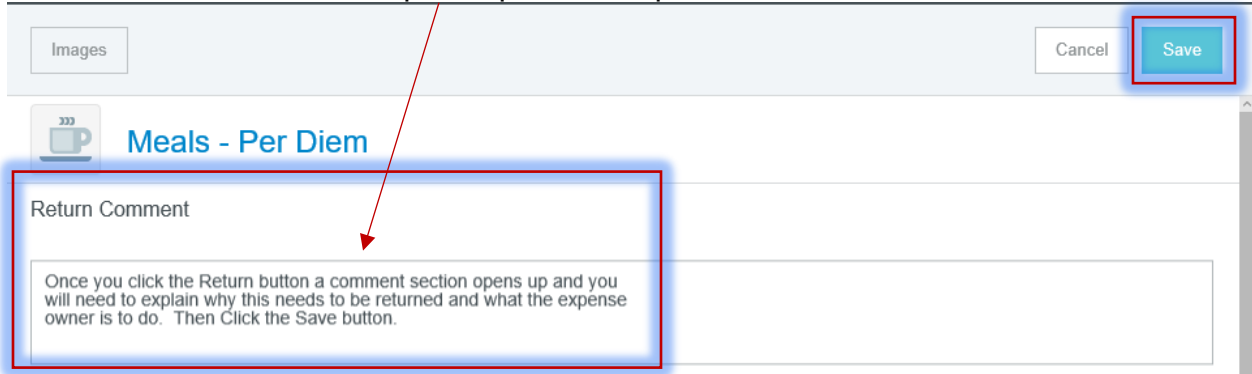 Images
Cancel
Save
Meals - Per Diem
Return Comment
Once you click the Return button a comment section opens up and you
will need to explain why this needs to be returned and what the expense
owner is to do.  Then Click the Save button.